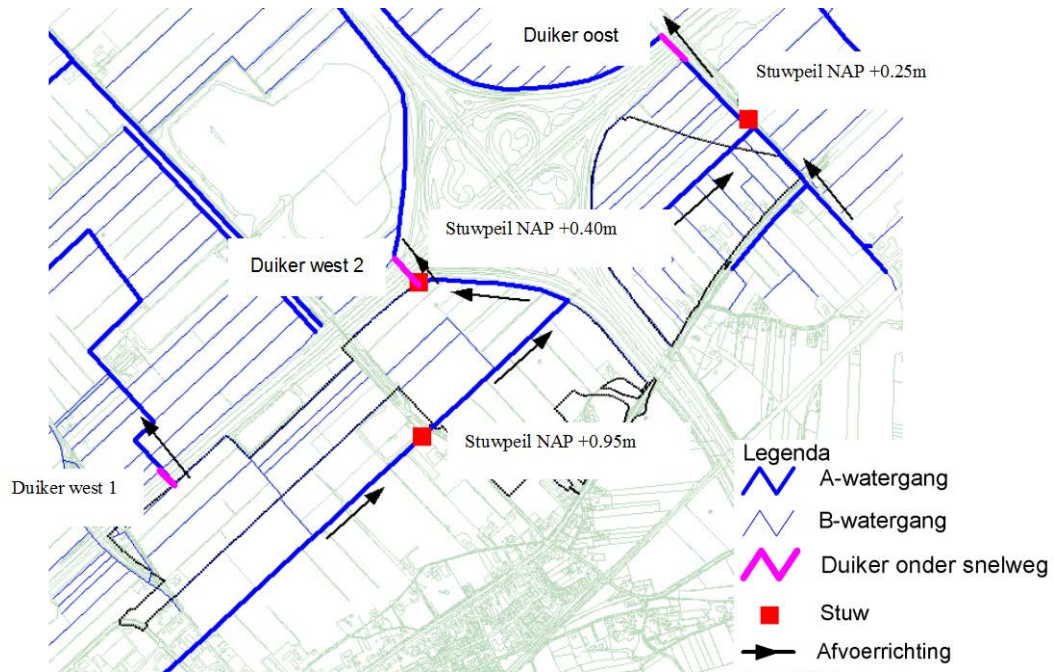 Duiker oost
Stuwpeil NAP +0.25m
Stuwpeil NAP +0.40m
Duiker west 2
Stuwpeil NAP +0.95m
Duiker west 1
Legenda
A-watergang
B-watergang
Duiker onder snelweg
Stuw
Afvoerrichting